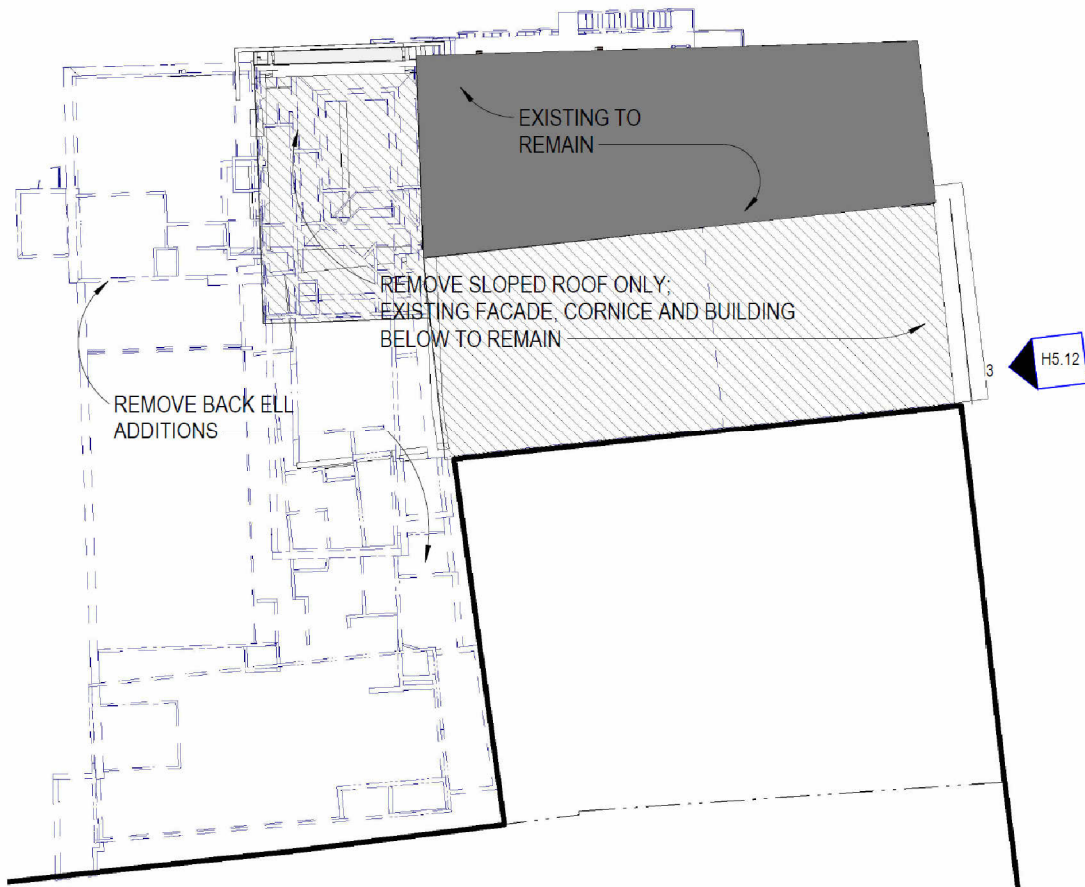 EXISTING TO
REMAIN
REMOVE SLOPED ROOF ONLY;
EXISTING FACADE, CORNICE AND BUILDING
BELOW TO REMAIN
3
H5.12
REMOVE BACK ELL
ADDITIONS